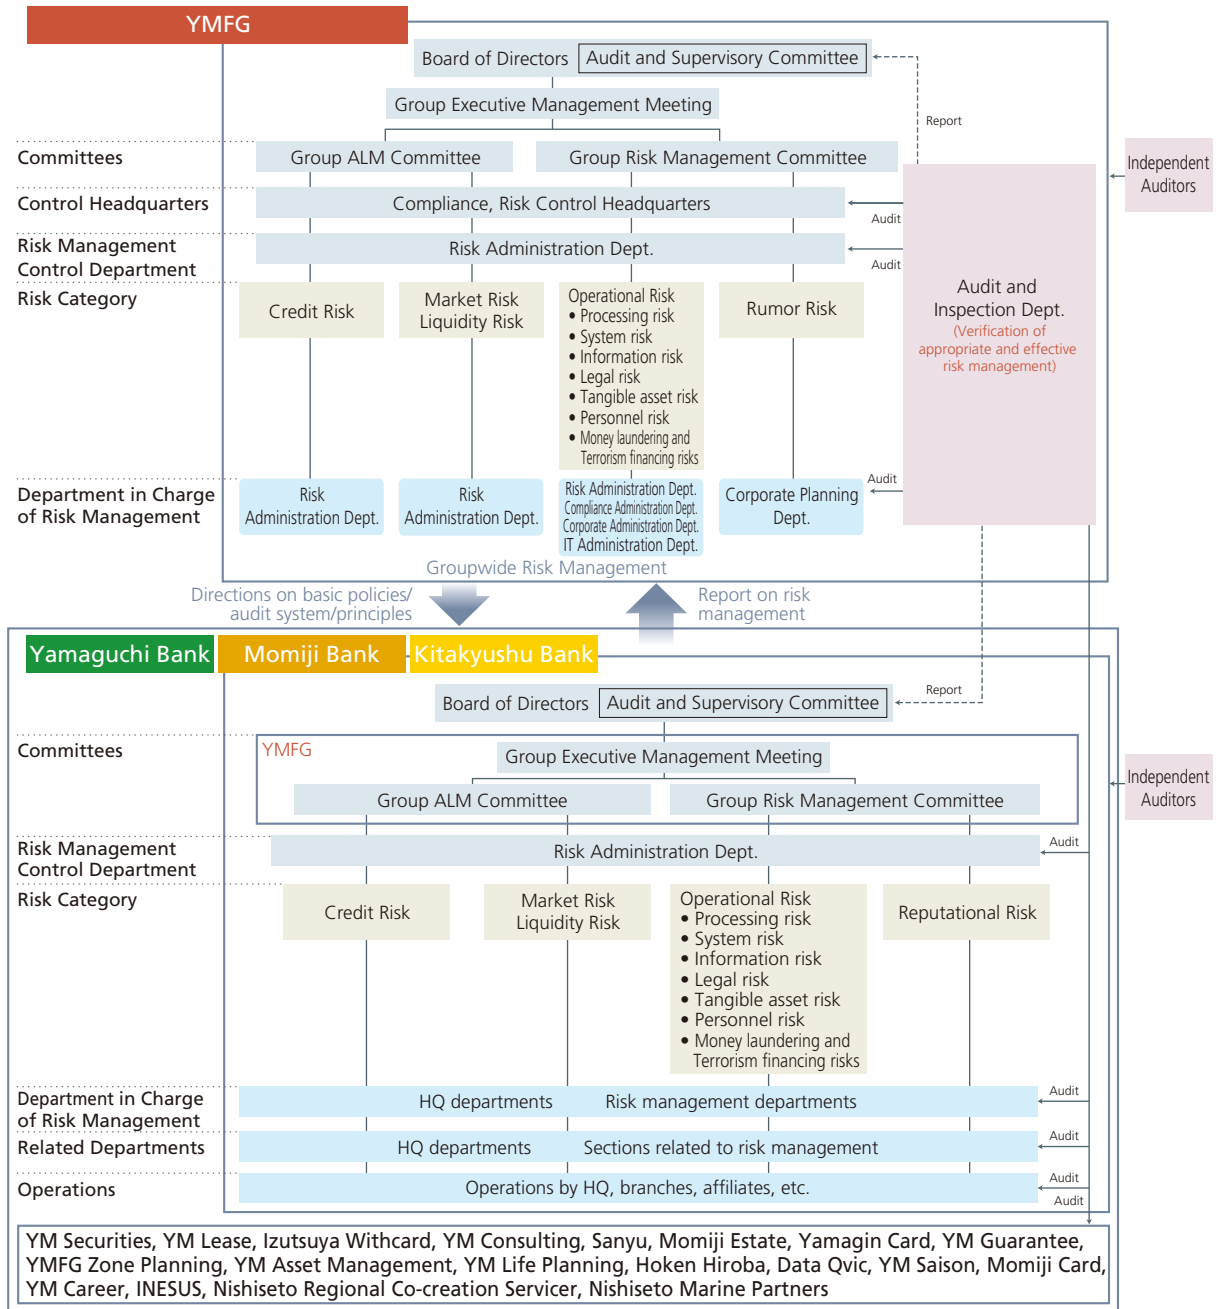 YMFG
Board of Directors
Audit and Supervisory Committee
Group Executive Management Meeting
Report
Committees
Group ALM Committee
Group Risk Management Committee
Independent
Auditors
Control Headquarters
Compliance, Risk Control Headquarters
Audit
Risk Management
Control Department
Risk Administration Dept.
Audit
Risk Category
Credit Risk
Market Risk
Liquidity Risk
Operational Risk
• Processing risk
• System risk
• Information risk
• Legal risk
• Tangible asset risk
• Personnel risk
• Money laundering and
Terrorism financing risks
Rumor Risk
Audit and
Inspection Dept.
(Verification of
appropriate and effective
risk management)
Department in Charge
of Risk Management
Risk
Administration Dept.
Risk
Administration Dept.
Risk Administration Dept.
Compliance Administration Dept.
Corporate Administration Dept.
IT Administration Dept.
Corporate Planning
Dept.
Audit
Groupwide Risk Management
Directions on basic policies/
audit system/principles
Report on risk
management
Yamaguchi Bank
Momiji Bank
Kitakyushu Bank
Board of Directors
Audit and Supervisory Committee
Report
Committees
YMFG
Group Executive Management Meeting
Group ALM Committee
Group Risk Management Committee
Independent
Auditors
Risk Management
Control Department
Risk Administration Dept.
Audit
Risk Category
Credit Risk
Market Risk
Liquidity Risk
Operational Risk
• Processing risk
• System risk
• Information risk
• Legal risk
• Tangible asset risk
• Personnel risk
• Money laundering and
Terrorism financing risks
Reputational Risk
Department in Charge
of Risk Management
HQ departments Risk management departments
Audit
Related Departments
HQ departments Sections related to risk management
Audit
Operations
Operations by HQ, branches, affiliates, etc.
Audit
Audit
YM Securities, YM Lease, Izutsuya Withcard, YM Consulting, Sanyu, Momiji Estate, Yamagin Card, YM Guarantee,
YMFG Zone Planning, YM Asset Management, YM Life Planning, Hoken Hiroba, Data Qvic, YM Saison, Momiji Card,
YM Career, INESUS, Nishiseto Regional Co-creation Servicer, Nishiseto Marine Partners